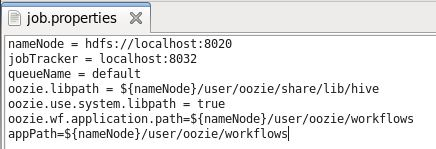 job.properties
nameNode = hdfs://localhost:8020
jobTracker = localhost:8032
queueName = default
oozie.libpath = ${nameNode}/user/oozie/share/lib/hive
oozie.use.system.libpath = true
oozie.wf.application.path=${nameNode}/user/oozie/workflows
appPath=${nameNode}/user/oozie/workflows